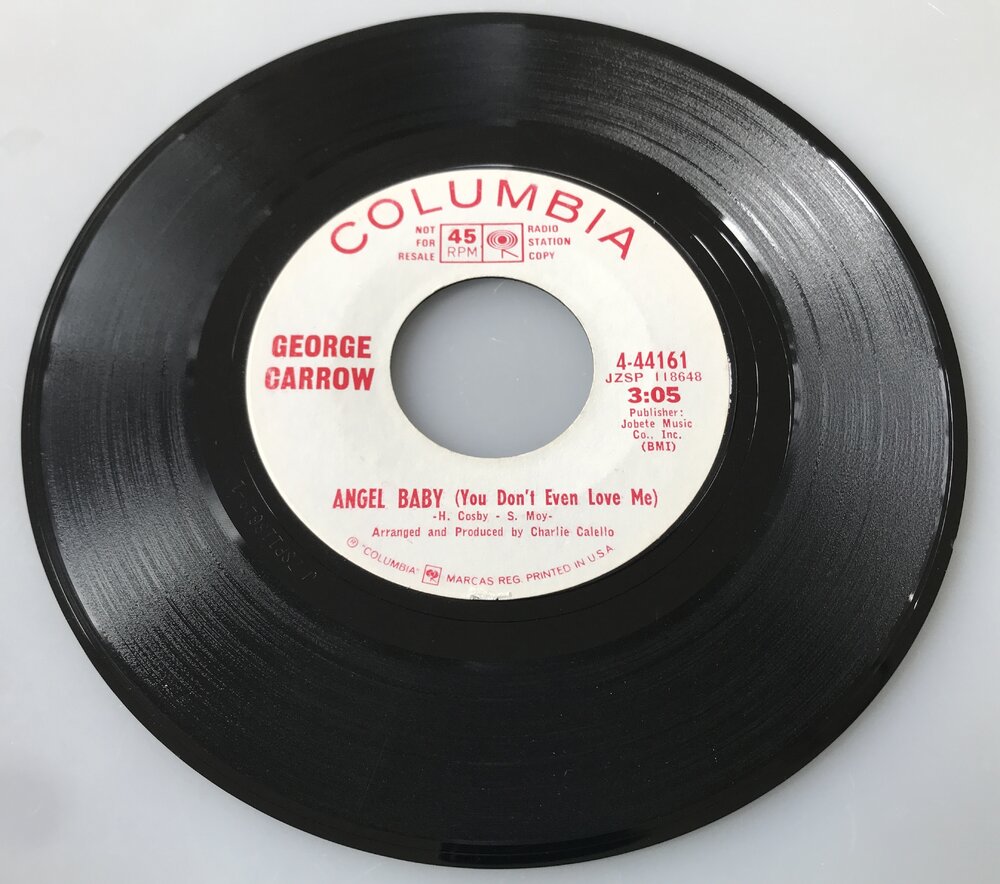 COLUMBIA
NOT
FOR
RESALE
45
RPM
RADIO
STATION
COPY
GEORGE
CARROW
4-44161
JZSP 118648
3:05
Publisher:
Jobete Music
Co., Inc.
(BMI)
ANGEL BABY (You Don't Even Love Me)
-H. Cosby - S. Moy-
Arranged and Produced by Charlie Calello
Ⓡ "COLUMBIA" MARCAS REG. PRINTED IN U.S.A.